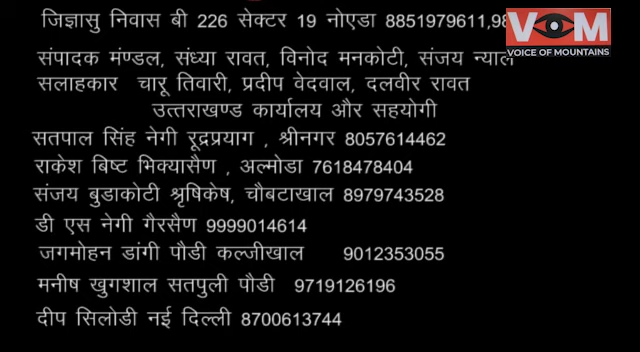 जिज्ञासु निवास बी 226 सेक्टर 19 नोएडा 8851979611,98
VOM
VOICE OF MOUNTAINS
संपादक मंण्डल, संध्या रावत, विनोद मनकोटी, संजय न्याल
सलाहकार चारू तिवारी, प्रदीप वेदवाल, दलवीर रावत
उत्तराखण्ड कार्यालय और सहयोगी
सतपाल सिंह नेगी रूद्रप्रयाग , श्रीनगर 8057614462
राकेश बिष्ट भिक्यासैण , अल्मोडा 7618478404
संजय बुडाकोटी श्रृषिकेष, चौबटाखाल 8979743528
डी एस नेगी गैरसैण 9999014614
जगमोहन डांगी पौडी कल्जीखाल 9012353055
मनीष खुगशाल सतपुली पौडी 9719126196
दीप सिलोडी नई दिल्ली 8700613744